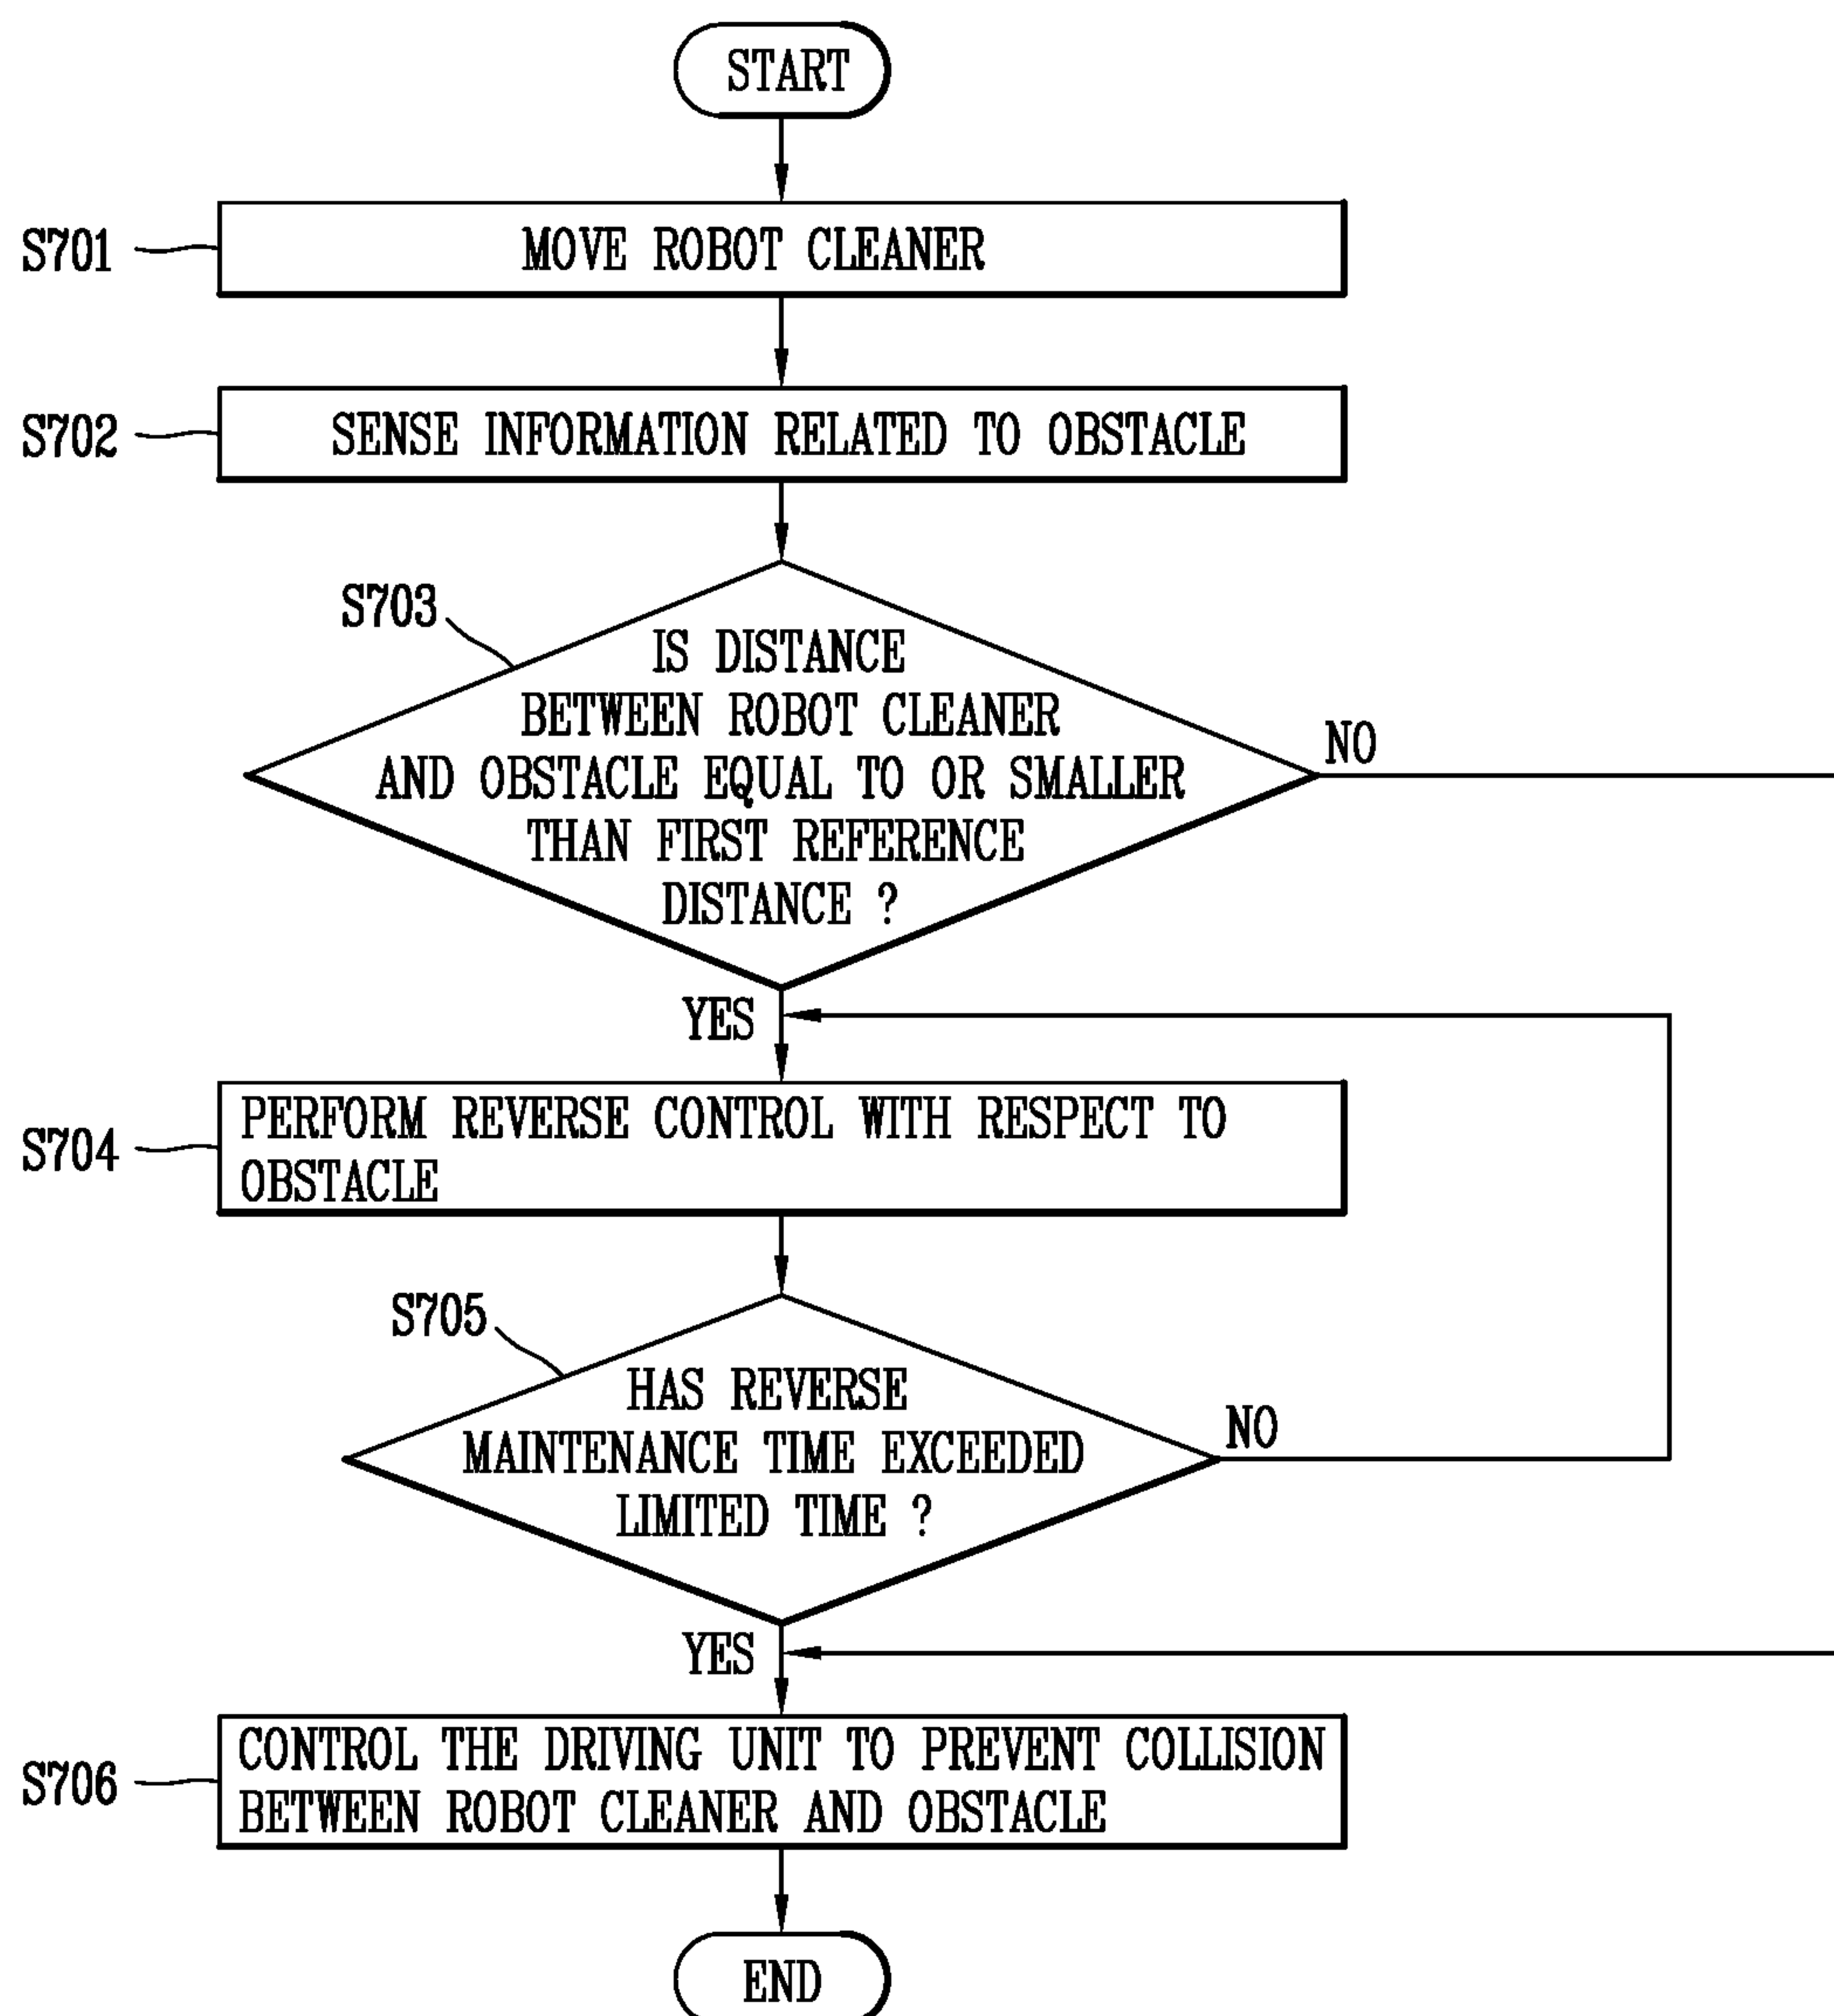 START
S701
MOVE ROBOT CLEANER
S702
SENSE INFORMATION RELATED TO OBSTACLE
S703
IS DISTANCE
BETWEEN ROBOT CLEANER
AND OBSTACLE EQUAL TO OR SMALLER
THAN FIRST REFERENCE
DISTANCE ?
NO
YES
S704
PERFORM REVERSE CONTROL WITH RESPECT TO
OBSTACLE
S705
HAS REVERSE
MAINTENANCE TIME EXCEEDED
LIMITED TIME ?
NO
YES
S706
CONTROL THE DRIVING UNIT TO PREVENT COLLISION
BETWEEN ROBOT CLEANER AND OBSTACLE
END